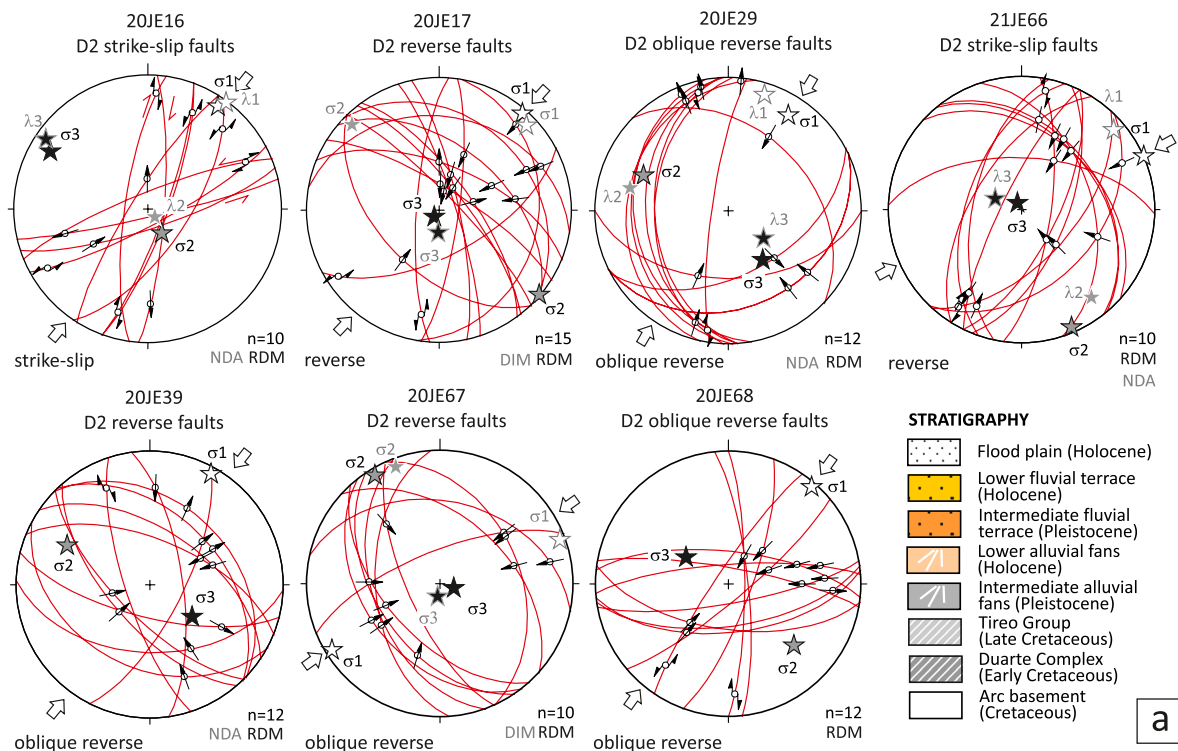 20JE16
D2 strike-slip faults
σ1
λ1
λ3
σ3
λ2
σ2
n=10
NDA RDM
strike-slip
20JE17
D2 reverse faults
σ2
σ1
σ1
σ3
σ3
σ2
n=15
DIM RDM
reverse
20JE29
D2 oblique reverse faults
λ1
σ1
σ2
λ2
λ3
σ3
n=12
NDA RDM
oblique reverse
21JE66
D2 strike-slip faults
λ1
σ1
λ3
σ3
λ2
σ2
n=10
RDM
NDA
reverse
20JE39
D2 reverse faults
σ1
σ2
σ3
n=12
NDA RDM
oblique reverse
20JE67
D2 reverse faults
σ2
σ2
σ1
σ3
σ3
σ1
n=10
DIM RDM
oblique reverse
20JE68
D2 oblique reverse faults
σ1
σ3
σ2
n=12
RDM
oblique reverse
STRATIGRAPHY
Flood plain (Holocene)
Lower fluvial terrace
(Holocene)
Intermediate fluvial
terrace (Pleistocene)
Lower alluvial fans
(Holocene)
Intermediate alluvial
fans (Pleistocene)
Tireo Group
(Late Cretaceous)
Duarte Complex
(Early Cretaceous)
Arc basement
(Cretaceous)
a